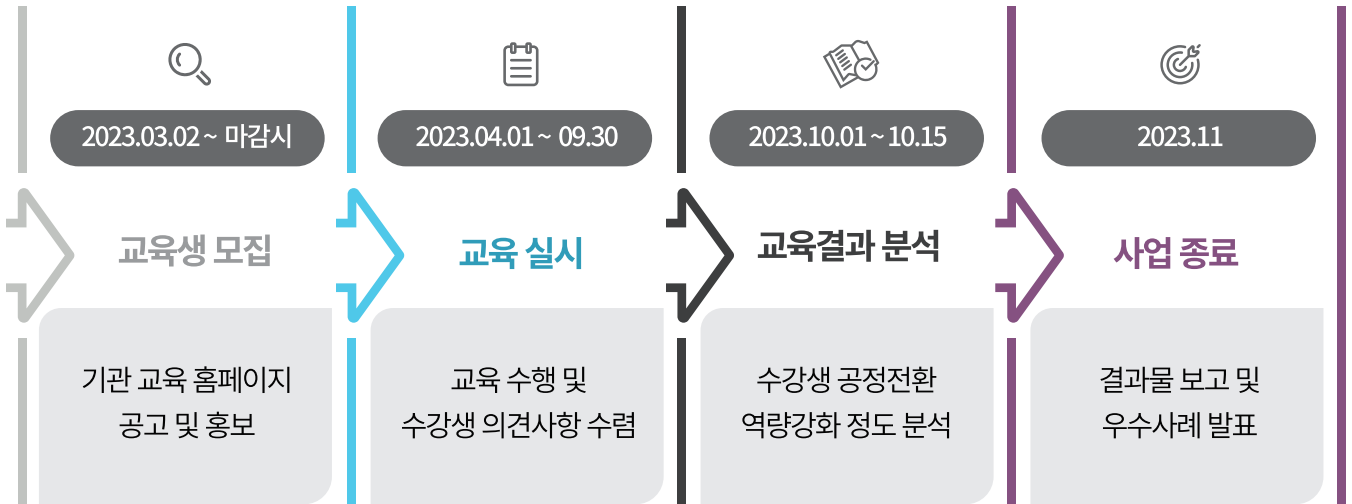 2023.03.02 ~ 마감시
교육생 모집
기관 교육 홈페이지
공고 및 홍보
2023.04.01 ~ 09.30
교육 실시
교육 수행 및
수강생 의견사항 수렴
2023.10.01 ~ 10.15
교육결과 분석
수강생 공정전환
역량강화 정도 분석
2023.11
사업 종료
결과물 보고 및
우수사례 발표